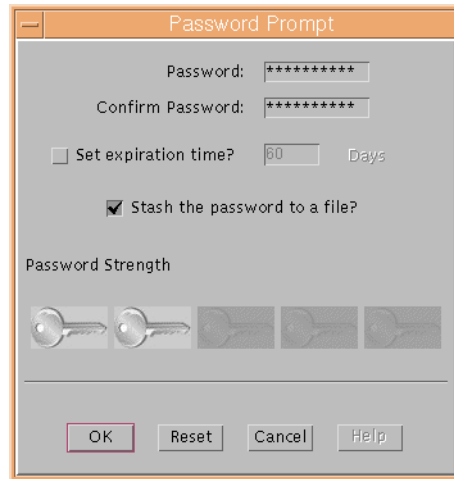 Password Prompt
Password: **********
Confirm Password: **********
Set expiration time? 60 Days
Stash the password to a file?
Password Strength
OK Reset Cancel Help